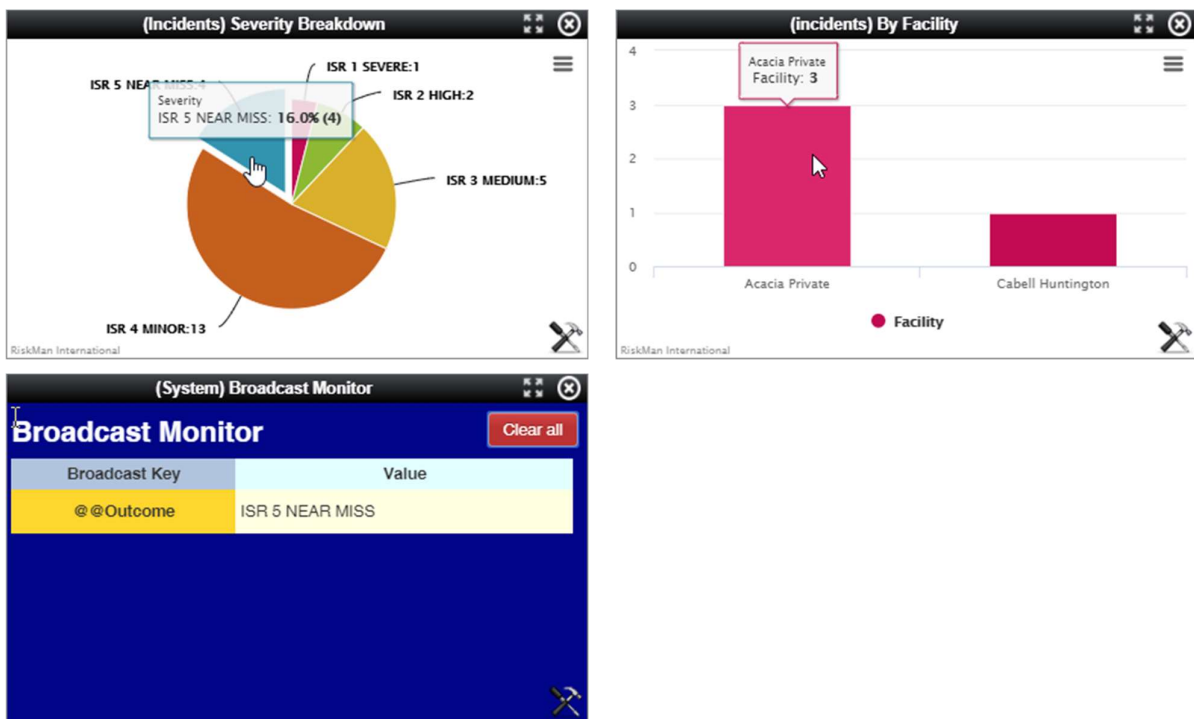 (Incidents) Severity Breakdown
ISR 1 SEVERE:1
ISR 5 NEAR MISS:4
ISR 2 HIGH:2
Severity
ISR 5 NEAR MISS: 16.0% (4)
ISR 3 MEDIUM:5
ISR 4 MINOR:13
RiskMan International
(incidents) By Facility
4
Acacia Private
Facility: 3
3
2
1
0
Acacia Private
Cabell Huntington
Facility
RiskMan International
(System) Broadcast Monitor
Broadcast Monitor
Clear all
Broadcast Key
Value
@@Outcome
ISR 5 NEAR MISS